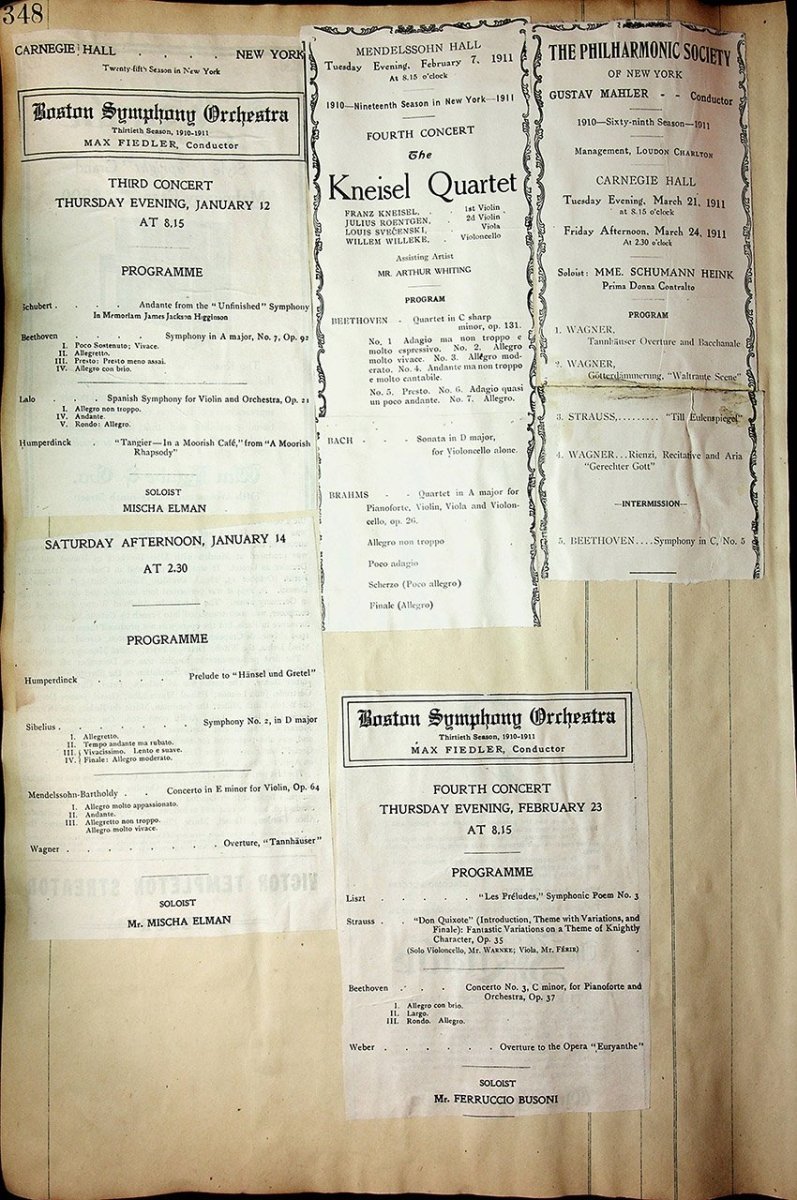 348
CARNEGIE HALL . . . . NEW YORK
Twenty-fifth Season in New York
Boston Symphony Orchestra
Thirtieth Season, 1910-1911
MAX FIEDLER, Conductor
THIRD CONCERT
THURSDAY EVENING, JANUARY 12
AT 8.15
PROGRAMME
Schubert . . . . Andante from the "Unfinished" Symphony
In Memoriam James Jackson Higginson
Beethoven . . . . . Symphony in A major, No. 7, Op. 92
I. Poco Sostenuto; Vivace.
II. Allegretto.
III. Presto: Presto meno assai.
IV. Allegro con brio.
Lalo . . . Spanish Symphony for Violin and Orchestra, Op. 21
I. Allegro non troppo.
IV. Andante.
V. Rondo: Allegro.
Humperdinck . "Tangier—In a Moorish Café," from "A Moorish
Rhapsody"
SOLOIST
MISCHA ELMAN
SATURDAY AFTERNOON, JANUARY 14
AT 2.30
PROGRAMME
Humperdinck . . . . Prelude to "Hänsel und Gretel"
Sibelius . . . . . . . Symphony No. 2, in D major
I. Allegretto.
II. Tempo andante ma rubato.
III. Vivacissimo. Lento e suave.
IV. Finale: Allegro moderato.
Mendelssohn-Bartholdy . . Concerto in E minor for Violin, Op. 64
I. Allegro molto appassionato.
II. Andante.
III. Allegretto non troppo.
Allegro molto vivace.
Wagner . . . . . . . . Overture, "Tannhäuser"
SOLOIST
Mr. MISCHA ELMAN
MENDELSSOHN HALL
Tuesday Evening, February 7, 1911
At 8.15 o'clock
1910—Nineteenth Season in New York—1911
FOURTH CONCERT
The
Kneisel Quartet
FRANZ KNEISEL, . . 1st Violin
JULIUS ROENTGEN, . 2d Violin
LOUIS SVEČENSKI, . Viola
WILLEM WILLEKE, . Violoncello
Assisting Artist
MR. ARTHUR WHITING
PROGRAM
BEETHOVEN - Quartet in C sharp
minor, op. 131.
No. 1 Adagio ma non troppo e
molto espressivo. No. 2. Allegro
molto vivace. No. 3. Allegro mod-
erato. No. 4. Andante ma non troppo
e molto cantabile.
No. 5. Presto. No. 6. Adagio quasi
un poco andante. No. 7. Allegro.
BACH - - - Sonata in D major,
for Violoncello alone.
BRAHMS - - Quartet in A major for
Pianoforte, Violin, Viola and Violon-
cello, op. 26.
Allegro non troppo
Poco adagio
Scherzo (Poco allegro)
Finale (Allegro)
THE PHILHARMONIC SOCIETY
OF NEW YORK
GUSTAV MAHLER - - Conductor
1910—Sixty-ninth Season—1911
Management, LOUDON CHARLTON
CARNEGIE HALL
Tuesday Evening, March 21, 1911
at 8.15 o'clock
Friday Afternoon, March 24, 1911
At 2.30 o'clock
Soloist: MME. SCHUMANN HEINK
Prima Donna Contralto
PROGRAM
1. WAGNER,
Tannhäuser Overture and Bacchanale
2. WAGNER,
Götterdämmerung, "Waltraute Scene"
3. STRAUSS,......... "Till Eulenspiegel"
4. WAGNER...Rienzi, Recitative and Aria
"Gerechter Gott"
—INTERMISSION—
5. BEETHOVEN....Symphony in C, No. 5
Boston Symphony Orchestra
Thirtieth Season, 1910-1911
MAX FIEDLER, Conductor
FOURTH CONCERT
THURSDAY EVENING, FEBRUARY 23
AT 8.15
PROGRAMME
Liszt . . . . . "Les Préludes," Symphonic Poem No. 3
Strauss . . "Don Quixote" (Introduction, Theme with Variations, and
Finale): Fantastic Variations on a Theme of Knightly
Character, Op. 35
(Solo Violoncello, Mr. WARNKE; Viola, Mr. FÉRIR)
Beethoven . . . Concerto No. 3, C minor, for Pianoforte and
Orchestra, Op. 37
I. Allegro con brio.
II. Largo.
III. Rondo. Allegro.
Weber . . . . . . Overture to the Opera "Euryanthe"
SOLOIST
Mr. FERRUCCIO BUSONI